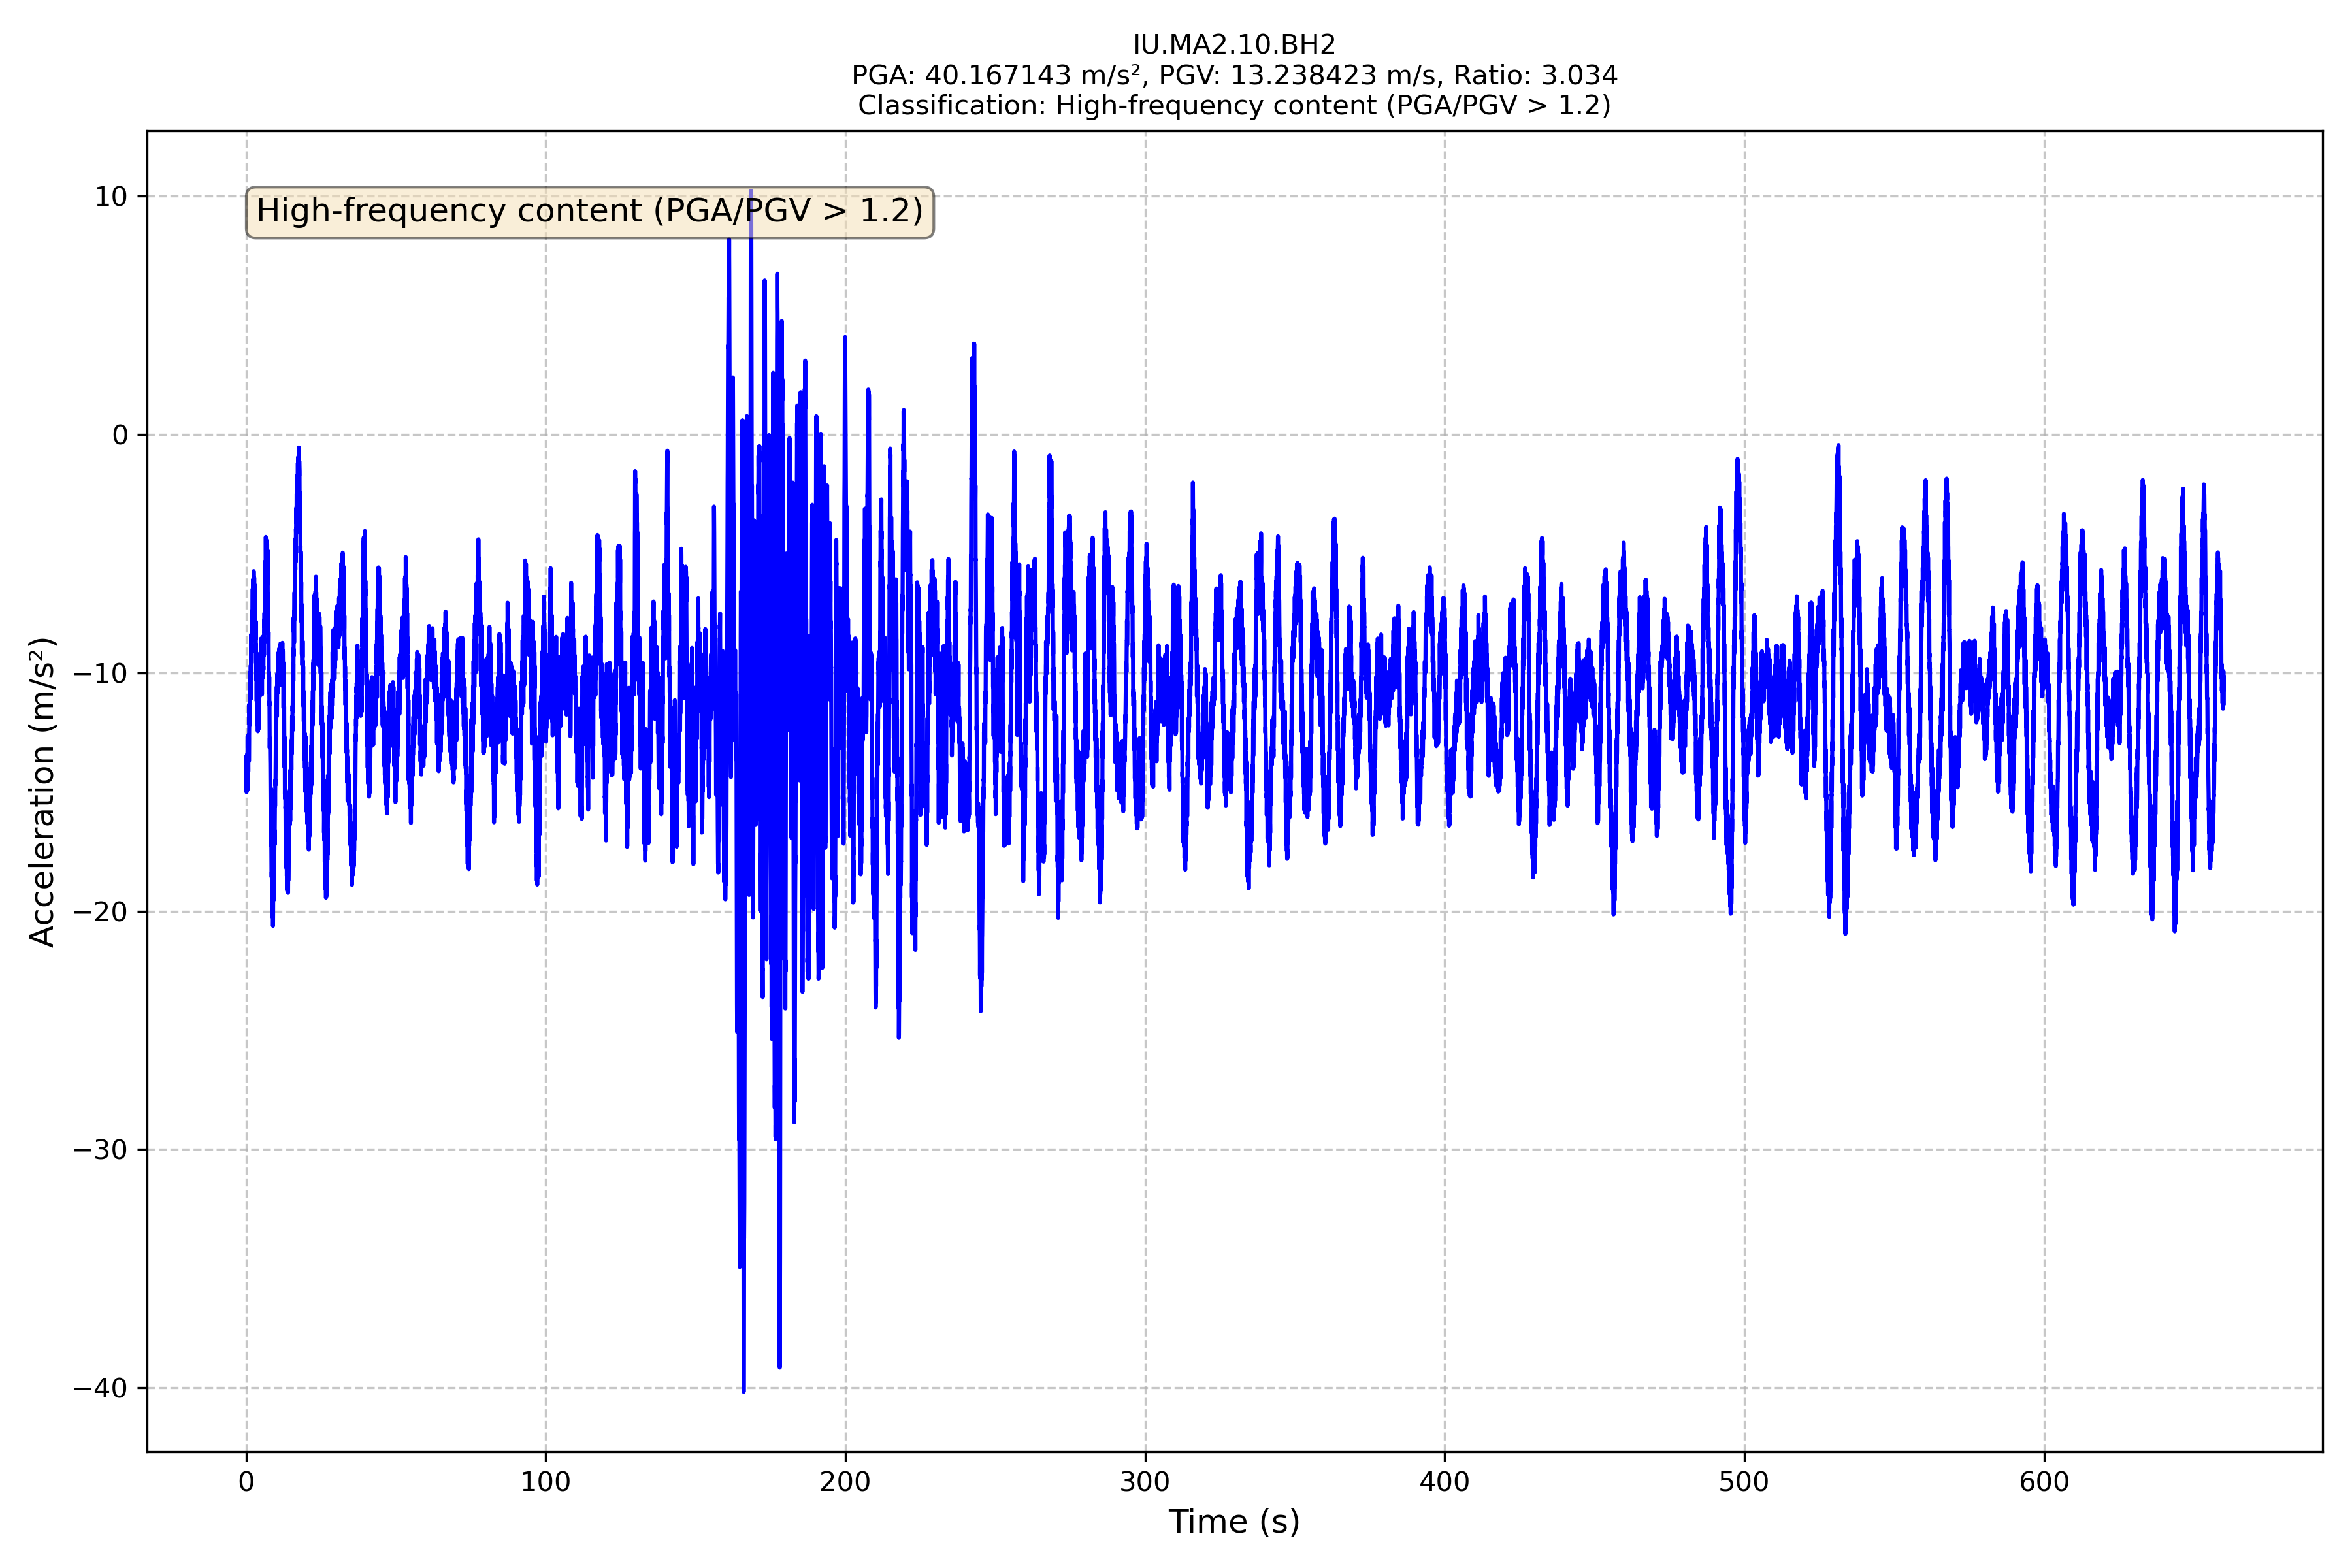 IU.MA2.10.BH2
PGA: 40.167143 m/s², PGV: 13.238423 m/s, Ratio: 3.034
Classification: High-frequency content (PGA/PGV > 1.2)
High-frequency content (PGA/PGV > 1.2)
10
0
−10
−20
−30
−40
Acceleration (m/s²)
0 100 200 300 400 500 600
Time (s)